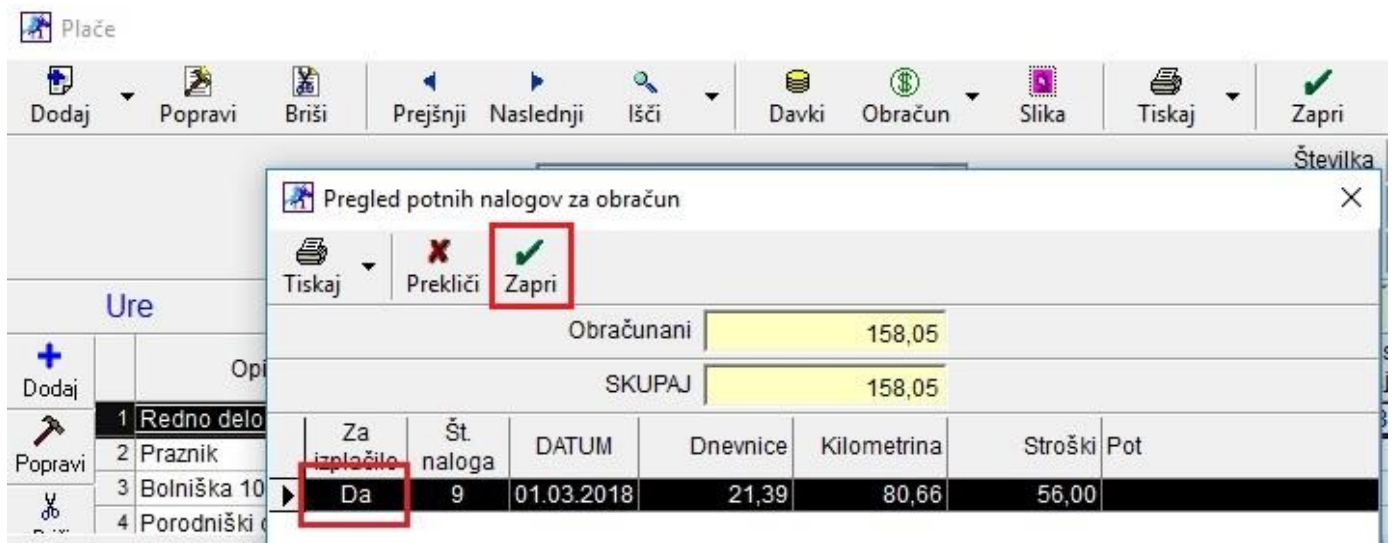 Plače
Dodaj Popravi Briši Prejšnji Naslednji Išči Davki Obračun Slika Tiskaj Zapri
Številka
Pregled potnih nalogov za obračun
Tiskaj Prekliči Zapri
Obračunani 158,05
SKUPAJ 158,05
Ure
Dodaj
Popravi
1 Redno delo
2 Praznik
3 Bolniška 10
4 Porodniški
Za izplačilo Št. naloga DATUM Dnevnice Kilometrina Stroški Pot
Da 9 01.03.2018 21,39 80,66 56,00